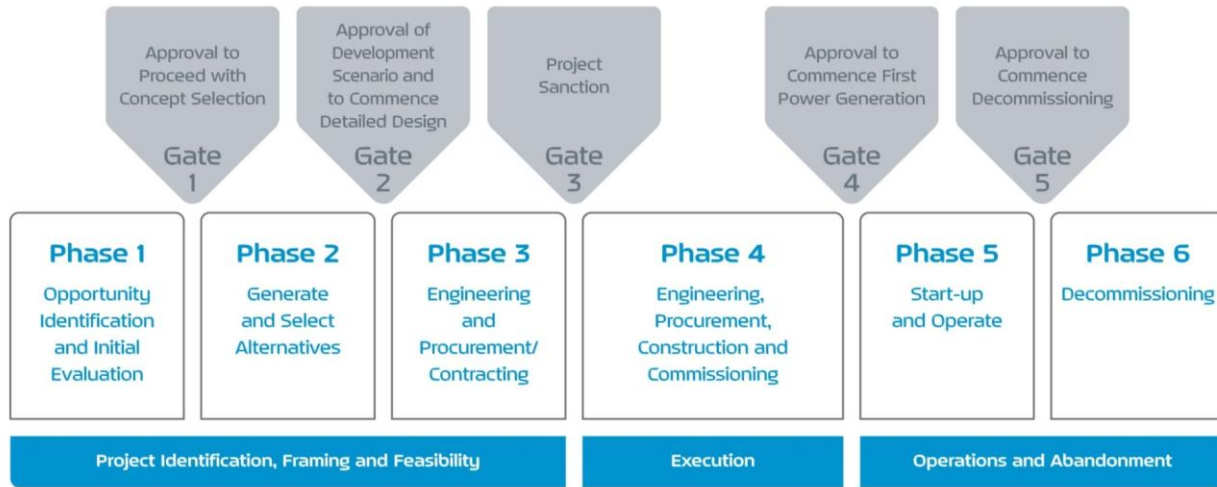 Approval to
Proceed with
Concept Selection
Gate
1
Approval of
Development
Scenario and
to Commence
Detailed Design
Gate
2
Project
Sanction
Gate
3
Approval to
Commence First
Power Generation
Gate
4
Approval to
Commence
Decommissioning
Gate
5
Phase 1
Opportunity
Identification
and Initial
Evaluation
Phase 2
Generate
and Select
Alternatives
Phase 3
Engineering
and
Procurement/
Contracting
Phase 4
Engineering,
Procurement,
Construction and
Commissioning
Phase 5
Start-up
and Operate
Phase 6
Decommissioning
Project Identification, Framing and Feasibility
Execution
Operations and Abandonment